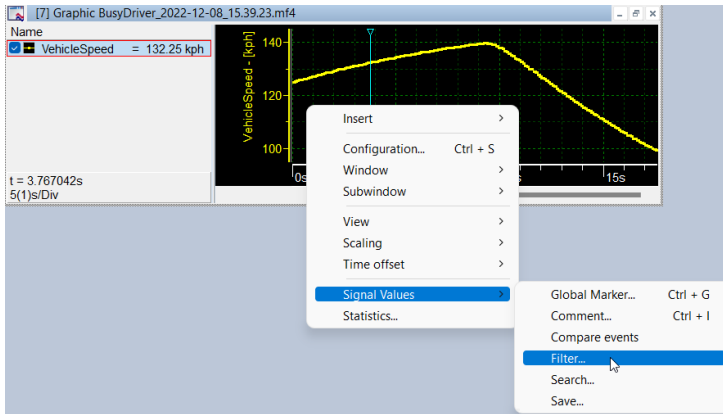 [7] Graphic BusyDriver_2022-12-08_15.39.23.mf4
Name
VehicleSpeed = 132.25 kph
t = 3.767042s
5(1)s/Div
VehicleSpeed - [kph]
140
120
100
0s
15s
Insert
Configuration... Ctrl + S
Window
Subwindow
View
Scaling
Time offset
Signal Values
Statistics...
Global Marker... Ctrl + G
Comment... Ctrl + I
Compare events
Filter...
Search...
Save...